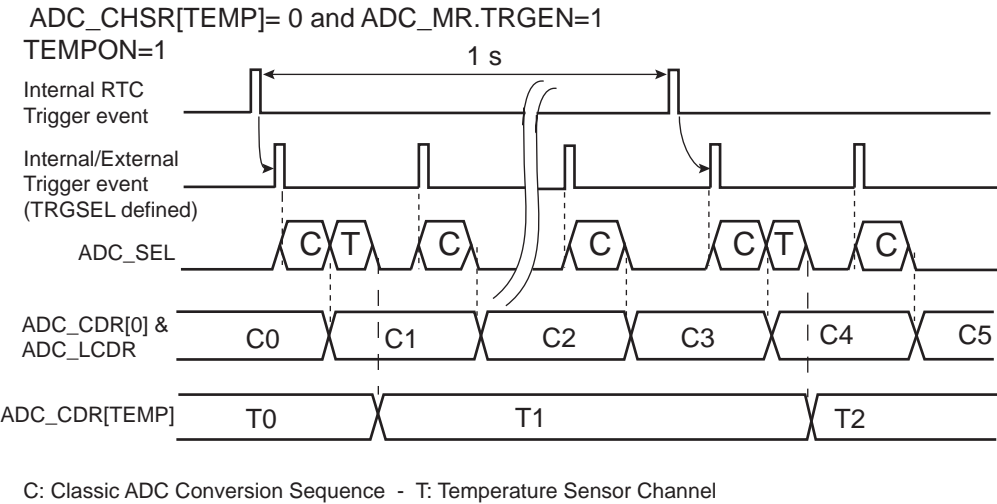 ADC_CHSR[TEMP]= 0 and ADC_MR.TRGEN=1
TEMPON=1
1 s
Internal RTC
Trigger event
Internal/External
Trigger event
(TRGSEL defined)
ADC_SEL
C T C C C T C
ADC_CDR[0] &
ADC_LCDR
C0 C1 C2 C3 C4 C5
ADC_CDR[TEMP]
T0 T1 T2
C: Classic ADC Conversion Sequence - T: Temperature Sensor Channel